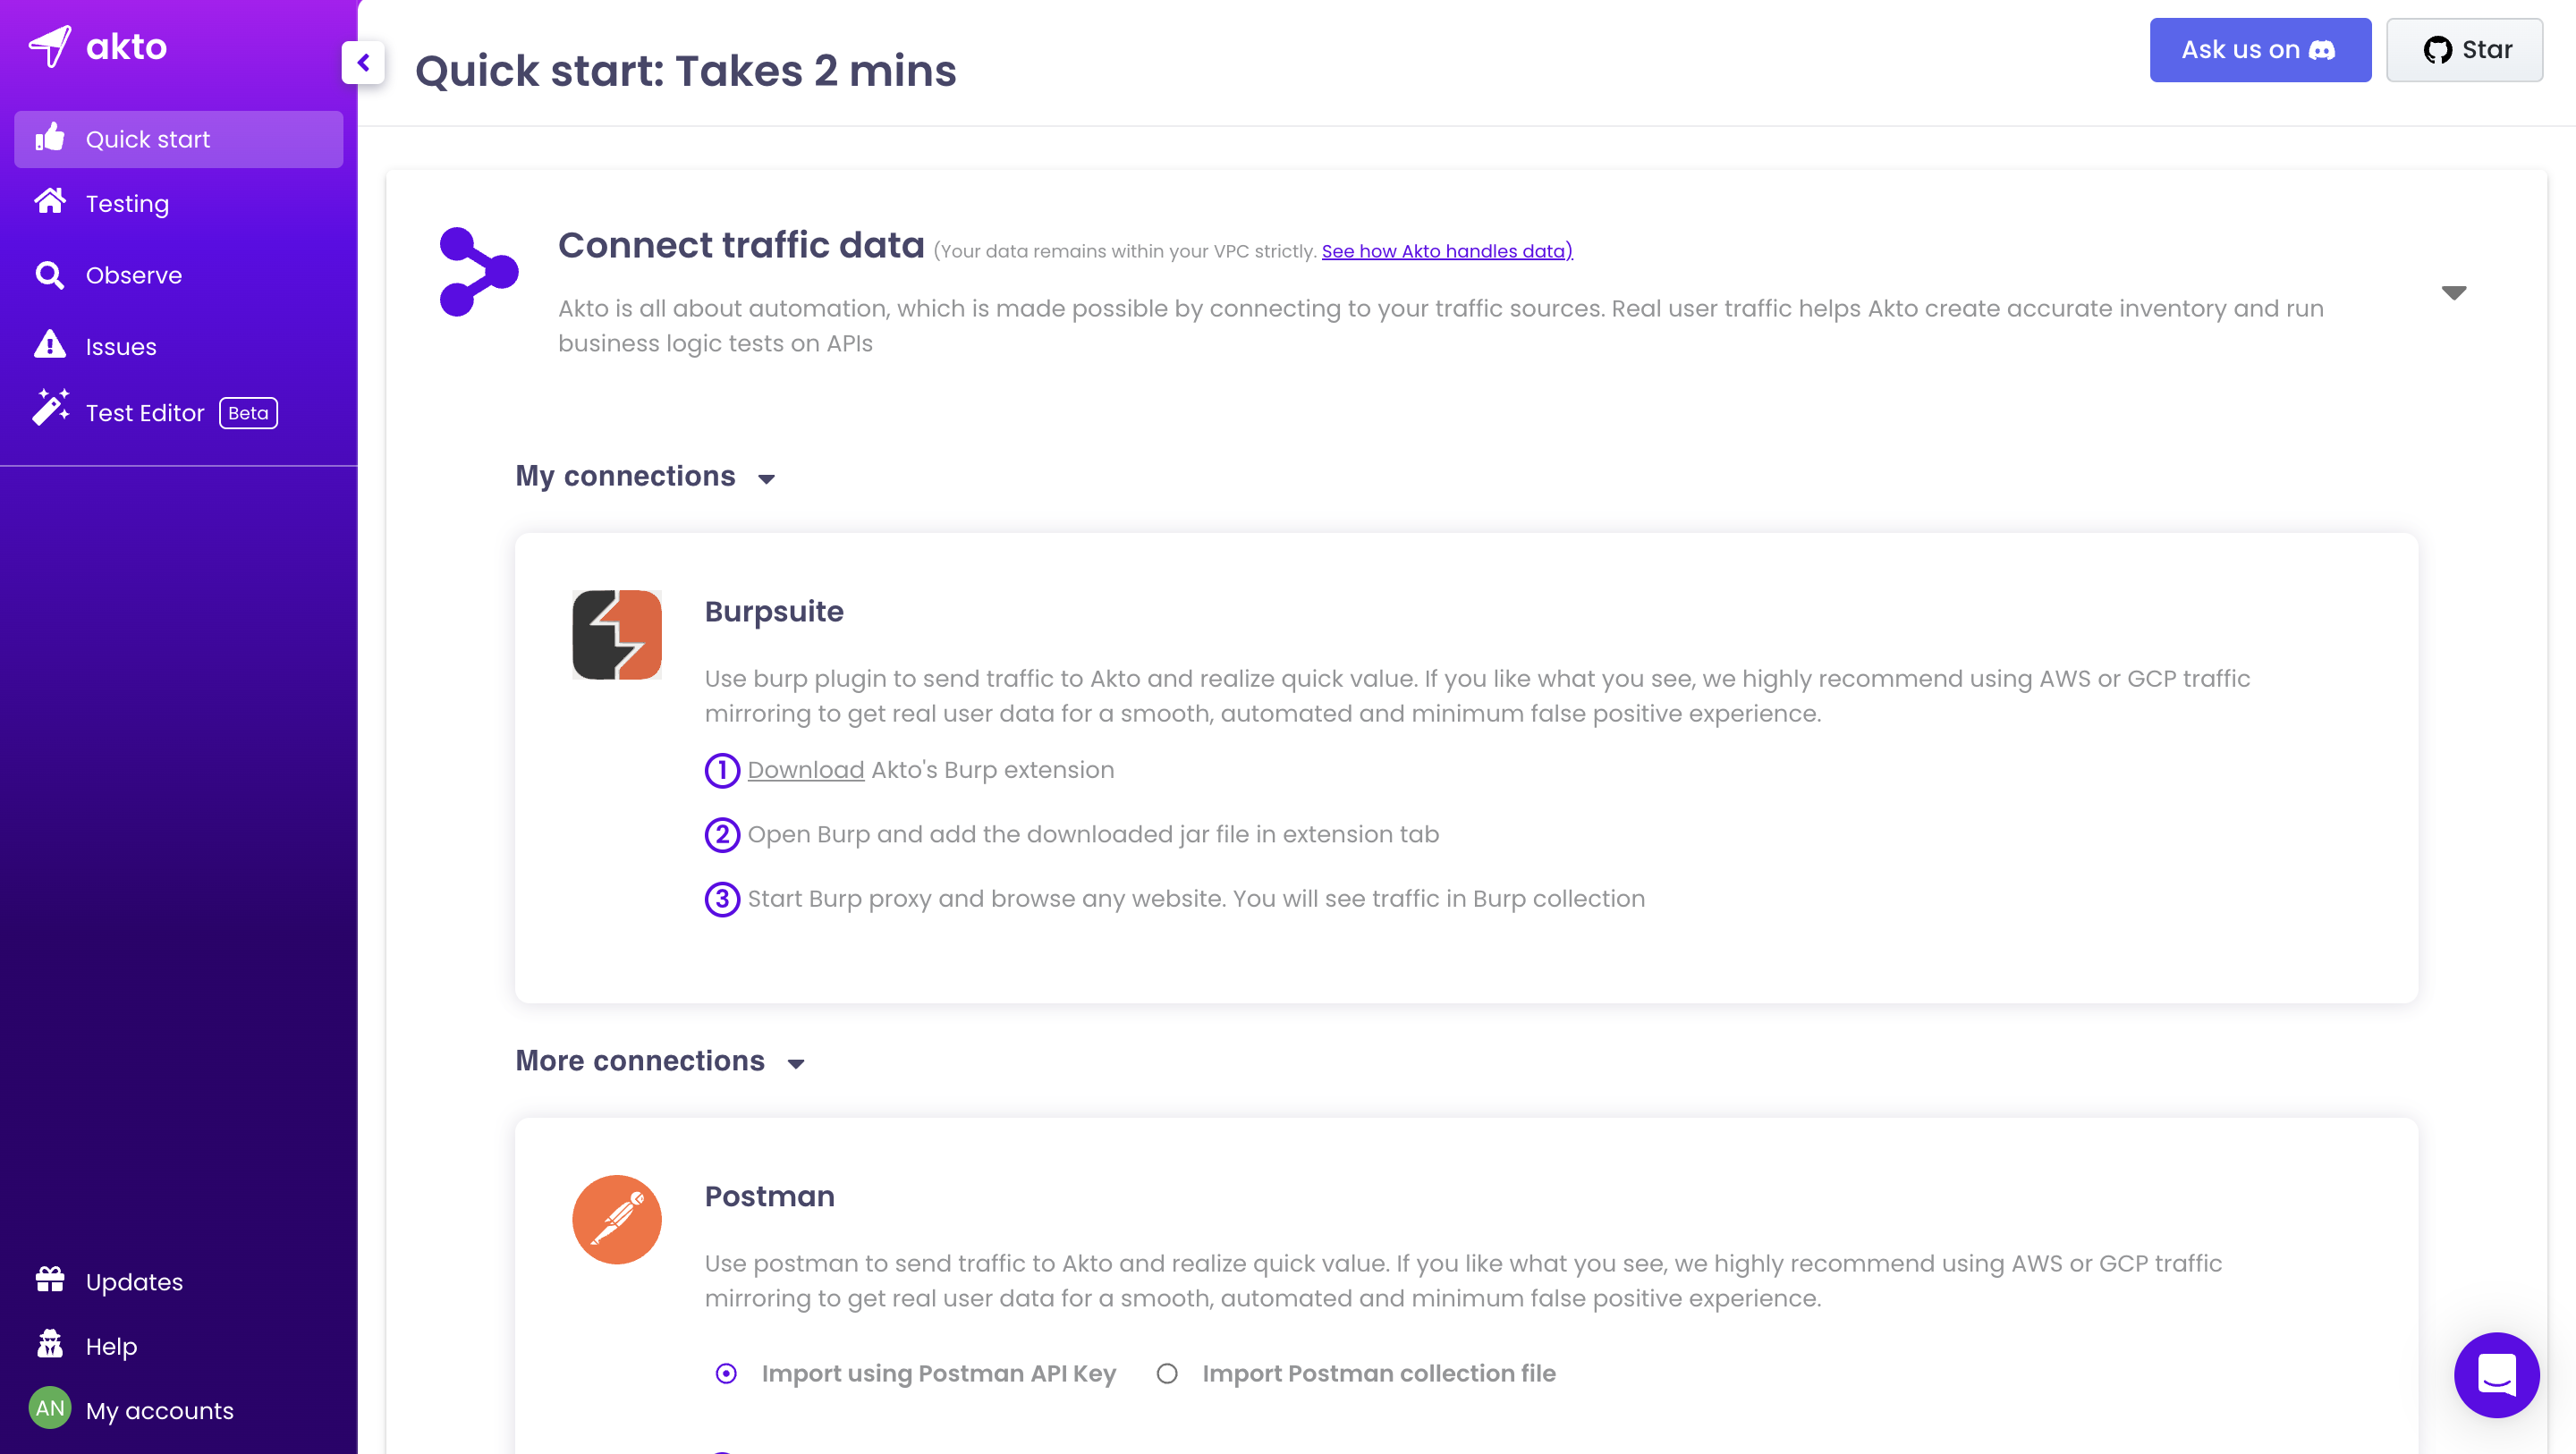 akto
Quick start
Testing
Observe
Issues
Test Editor Beta
Updates
Help
AN My accounts
Quick start: Takes 2 mins
Ask us on
Star
Connect traffic data (Your data remains within your VPC strictly. See how Akto handles data)
Akto is all about automation, which is made possible by connecting to your traffic sources. Real user traffic helps Akto create accurate inventory and run
business logic tests on APIs
My connections
Burpsuite
Use burp plugin to send traffic to Akto and realize quick value. If you like what you see, we highly recommend using AWS or GCP traffic
mirroring to get real user data for a smooth, automated and minimum false positive experience.
1 Download Akto's Burp extension
2 Open Burp and add the downloaded jar file in extension tab
3 Start Burp proxy and browse any website. You will see traffic in Burp collection
More connections
Postman
Use postman to send traffic to Akto and realize quick value. If you like what you see, we highly recommend using AWS or GCP traffic
mirroring to get real user data for a smooth, automated and minimum false positive experience.
Import using Postman API Key Import Postman collection file